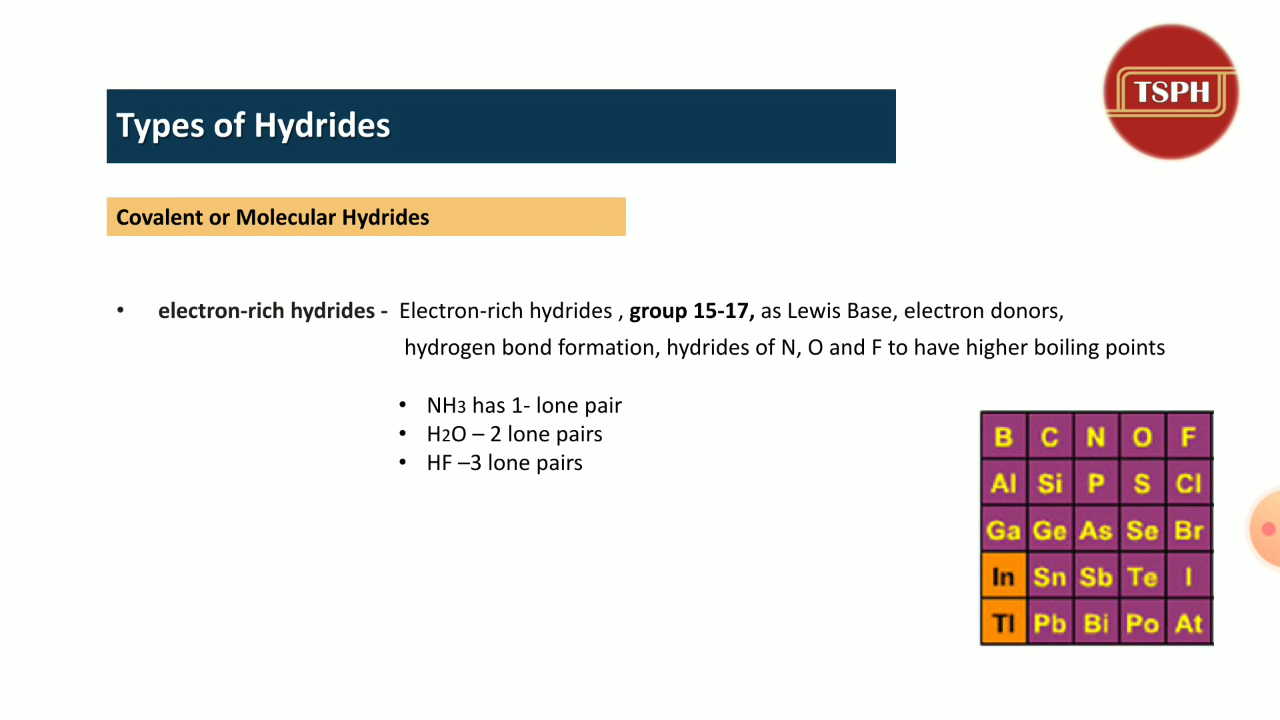 TSPH
Types of Hydrides
Covalent or Molecular Hydrides
• electron-rich hydrides - Electron-rich hydrides , group 15-17, as Lewis Base, electron donors,
hydrogen bond formation, hydrides of N, O and F to have higher boiling points
• NH3 has 1- lone pair
• H2O – 2 lone pairs
• HF –3 lone pairs
B C N O F
Al Si P S Cl
Ga Ge As Se Br
In Sn Sb Te I
Tl Pb Bi Po At